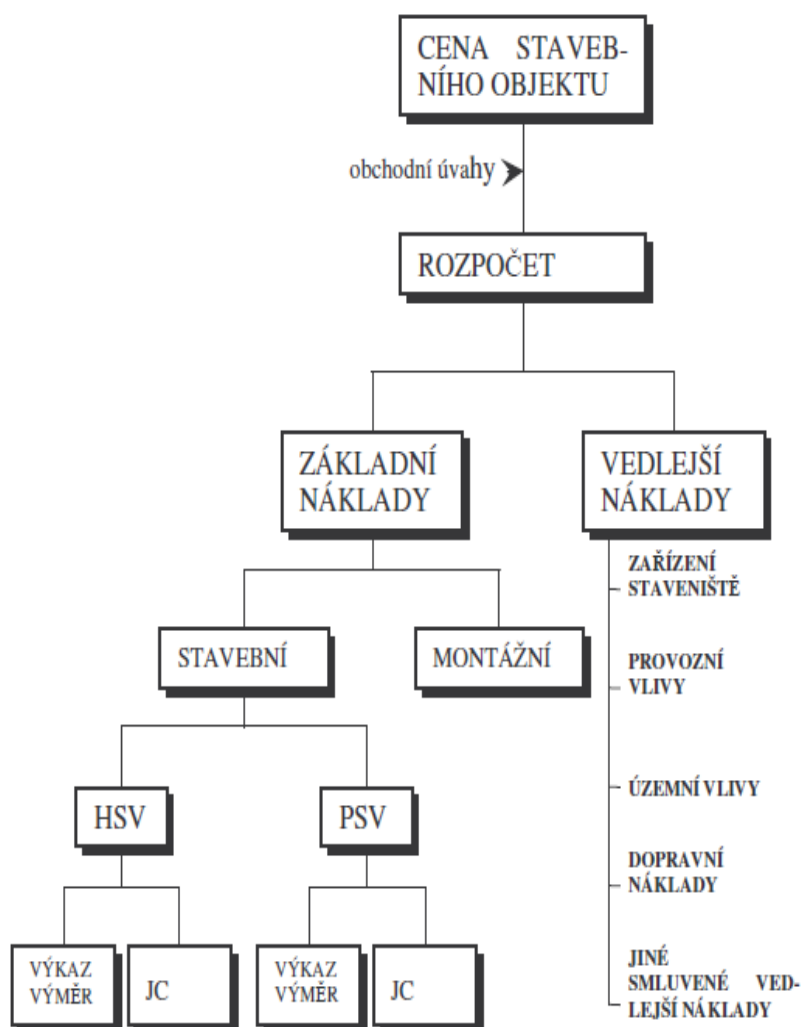 CENA STAVEB-
NÍHO OBJEKTU
obchodní úvahy
ROZPOČET
ZÁKLADNÍ
NÁKLADY
VEDLEJŠÍ
NÁKLADY
ZAŘÍZENÍ
STAVENIŠTĚ
STAVEBNÍ
MONTÁŽNÍ
PROVOZNÍ
VLIVY
HSV
PSV
ÚZEMNÍ VLIVY
DOPRAVNÍ
NÁKLADY
VÝKAZ
VÝMĚR
JC
VÝKAZ
VÝMĚR
JC
JINÉ
SMLUVENÉ VED-
LEJŠÍ NÁKLADY